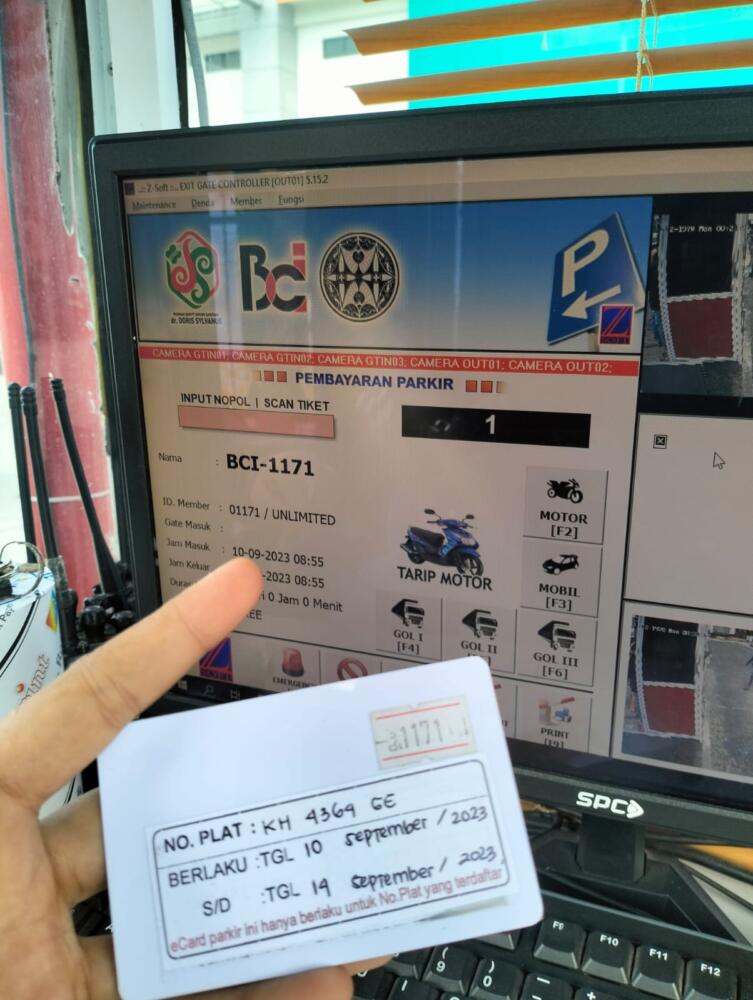 .:: Z-Soft ::. EXIT GATE CONTROLLER [OUT01] 5.15.2
Maintenance Denda Member Fungsi
BCI
dr. DORIS SYLVANUS
P
CAMERA GTIN01; CAMERA GTIN02; CAMERA GTIN03; CAMERA OUT01; CAMERA OUT02;
PEMBAYARAN PARKIR
INPUT NOPOL | SCAN TIKET
1
Nama : BCI-1171
ID. Member : 01171 / UNLIMITED
Gate Masuk :
Jam Masuk : 10-09-2023 08:55
Jam Keluar -2023 08:55
0 Jam 0 Menit
TARIP MOTOR
MOTOR
[F2]
MOBIL
[F3]
GOL I
[F4]
GOL II
GOL III
[F6]
PRINT
[F9]
1171
NO. PLAT : KH 4369 GE
BERLAKU : TGL 10 September / 2023
S/D : TGL 14 September / 2023
eCard parkir ini hanya berlaku untuk No.Plat yang terdaftar
SPC
F9
F10
F11
F12